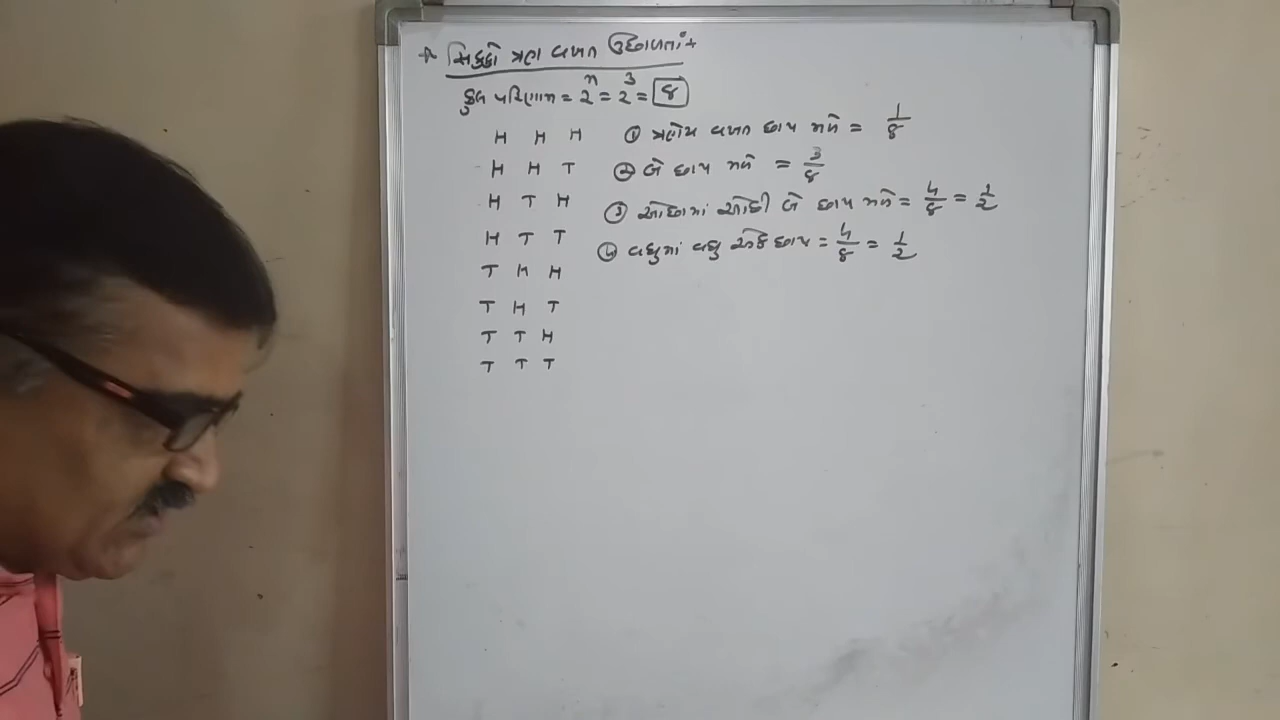 * સિક્કો ત્રણ વખત ઉછાળતાં:-
કુલ પરિણામ = 2ⁿ = 2³ = 8
H H H ① ત્રણેય વખત છાપ મળે = 1/8
H H T ② બે છાપ મળે = 3/8
H T H ③ ઓછામાં ઓછી બે છાપ મળે = 4/8 = 1/2
H T T ④ વધુમાં વધુ એક છાપ = 4/8 = 1/2
T H H
T H T
T T H
T T T